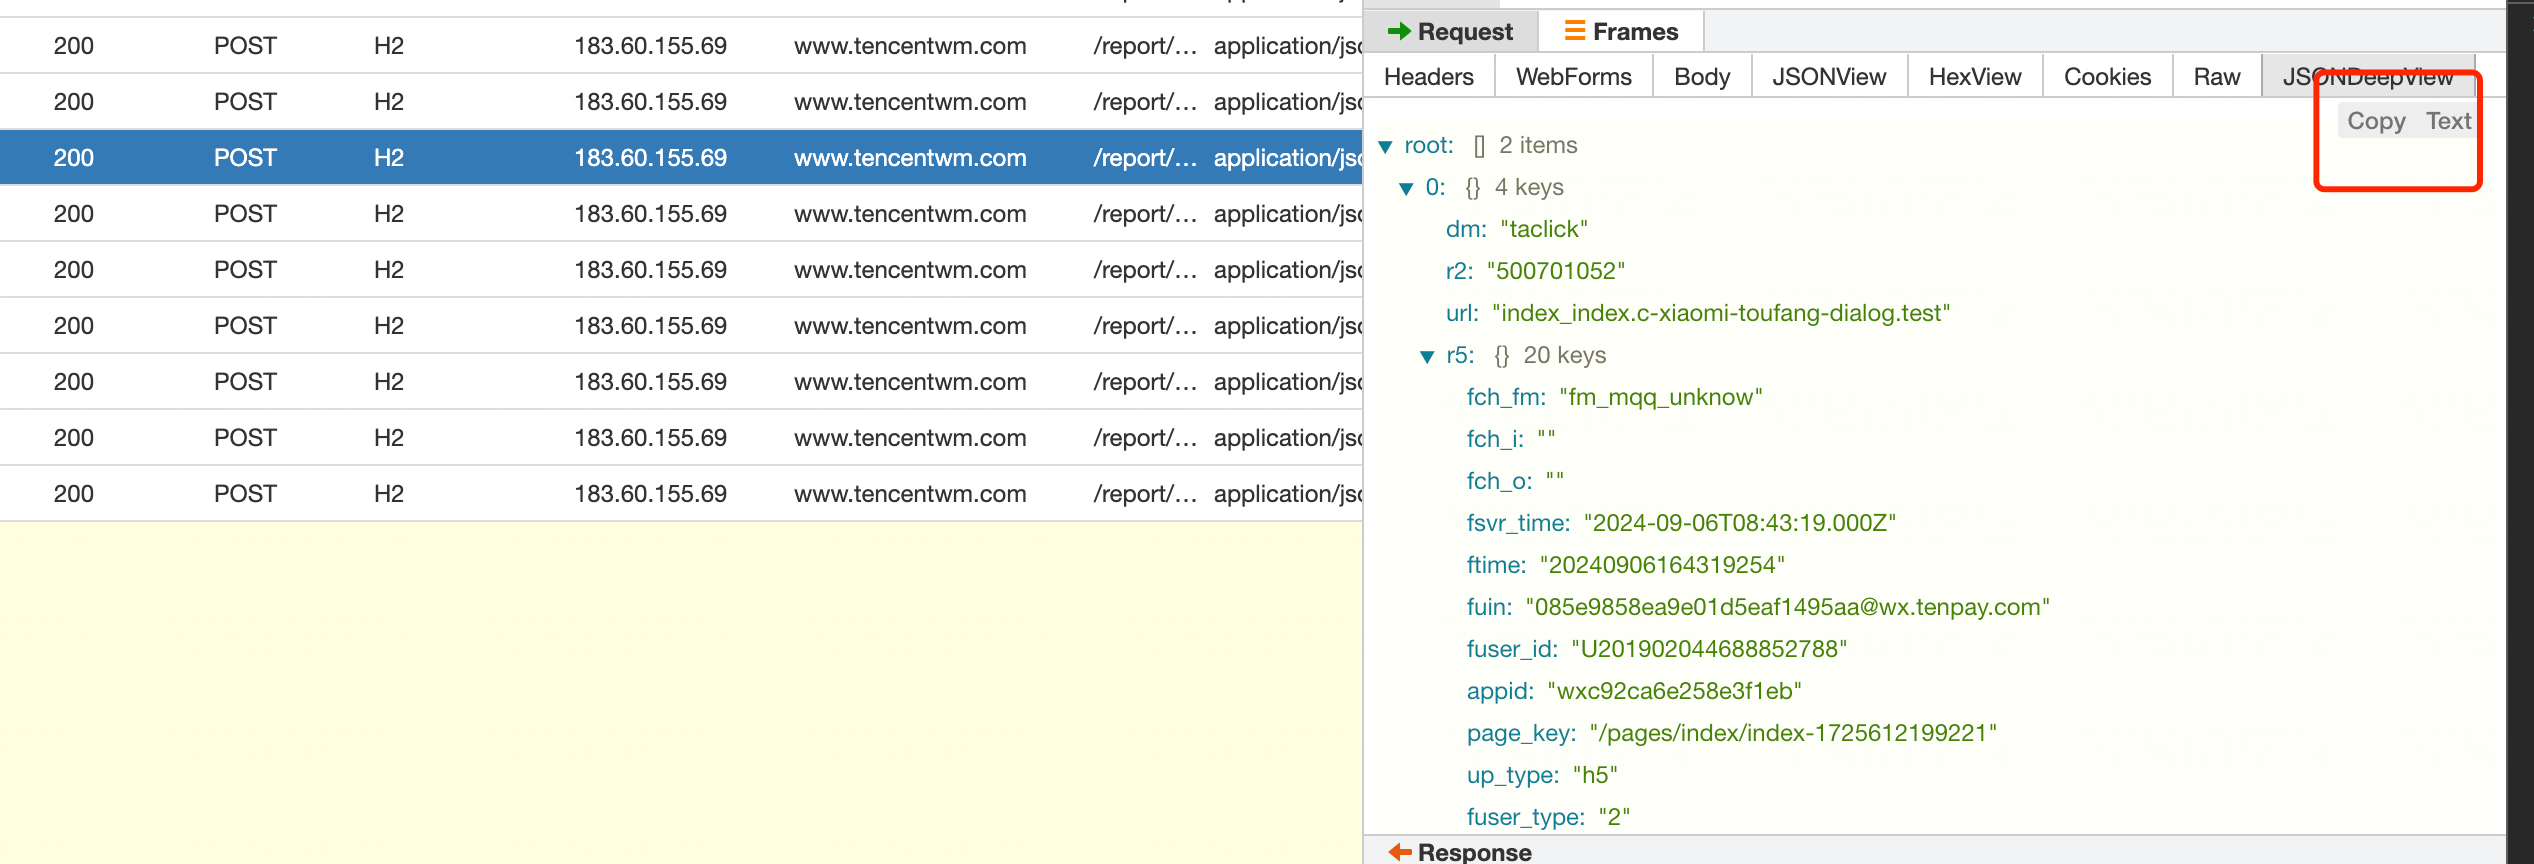 200 POST H2 183.60.155.69 www.tencentwm.com /report/... application/jsc
200 POST H2 183.60.155.69 www.tencentwm.com /report/... application/jsc
200 POST H2 183.60.155.69 www.tencentwm.com /report/... application/jsc
200 POST H2 183.60.155.69 www.tencentwm.com /report/... application/jsc
200 POST H2 183.60.155.69 www.tencentwm.com /report/... application/jsc
200 POST H2 183.60.155.69 www.tencentwm.com /report/... application/jsc
200 POST H2 183.60.155.69 www.tencentwm.com /report/... application/jsc
200 POST H2 183.60.155.69 www.tencentwm.com /report/... application/jsc
200 POST H2 183.60.155.69 www.tencentwm.com /report/... application/jsc
Request Frames
Headers WebForms Body JSONView HexView Cookies Raw JSONDeepView
Copy Text
root: [] 2 items
0: {} 4 keys
dm: "taclick"
r2: "500701052"
url: "index_index.c-xiaomi-toufang-dialog.test"
r5: {} 20 keys
fch_fm: "fm_mqq_unknow"
fch_i: ""
fch_o: ""
fsvr_time: "2024-09-06T08:43:19.000Z"
ftime: "20240906164319254"
fuin: "085e9858ea9e01d5eaf1495aa@wx.tenpay.com"
fuser_id: "U201902044688852788"
appid: "wxc92ca6e258e3f1eb"
page_key: "/pages/index/index-1725612199221"
up_type: "h5"
fuser_type: "2"
Response